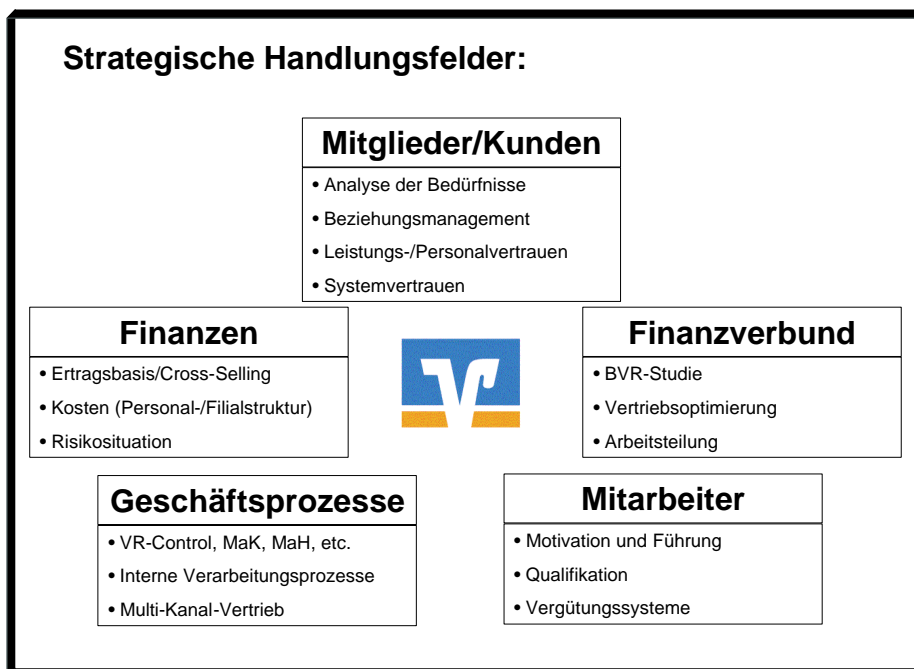 Strategische Handlungsfelder:
Mitglieder/Kunden
• Analyse der Bedürfnisse
• Beziehungsmanagement
• Leistungs-/Personalvertrauen
• Systemvertrauen
Finanzen
• Ertragsbasis/Cross-Selling
• Kosten (Personal-/Filialstruktur)
• Risikosituation
Finanzverbund
• BVR-Studie
• Vertriebsoptimierung
• Arbeitsteilung
Geschäftsprozesse
• VR-Control, MaK, MaH, etc.
• Interne Verarbeitungsprozesse
• Multi-Kanal-Vertrieb
Mitarbeiter
• Motivation und Führung
• Qualifikation
• Vergütungssysteme